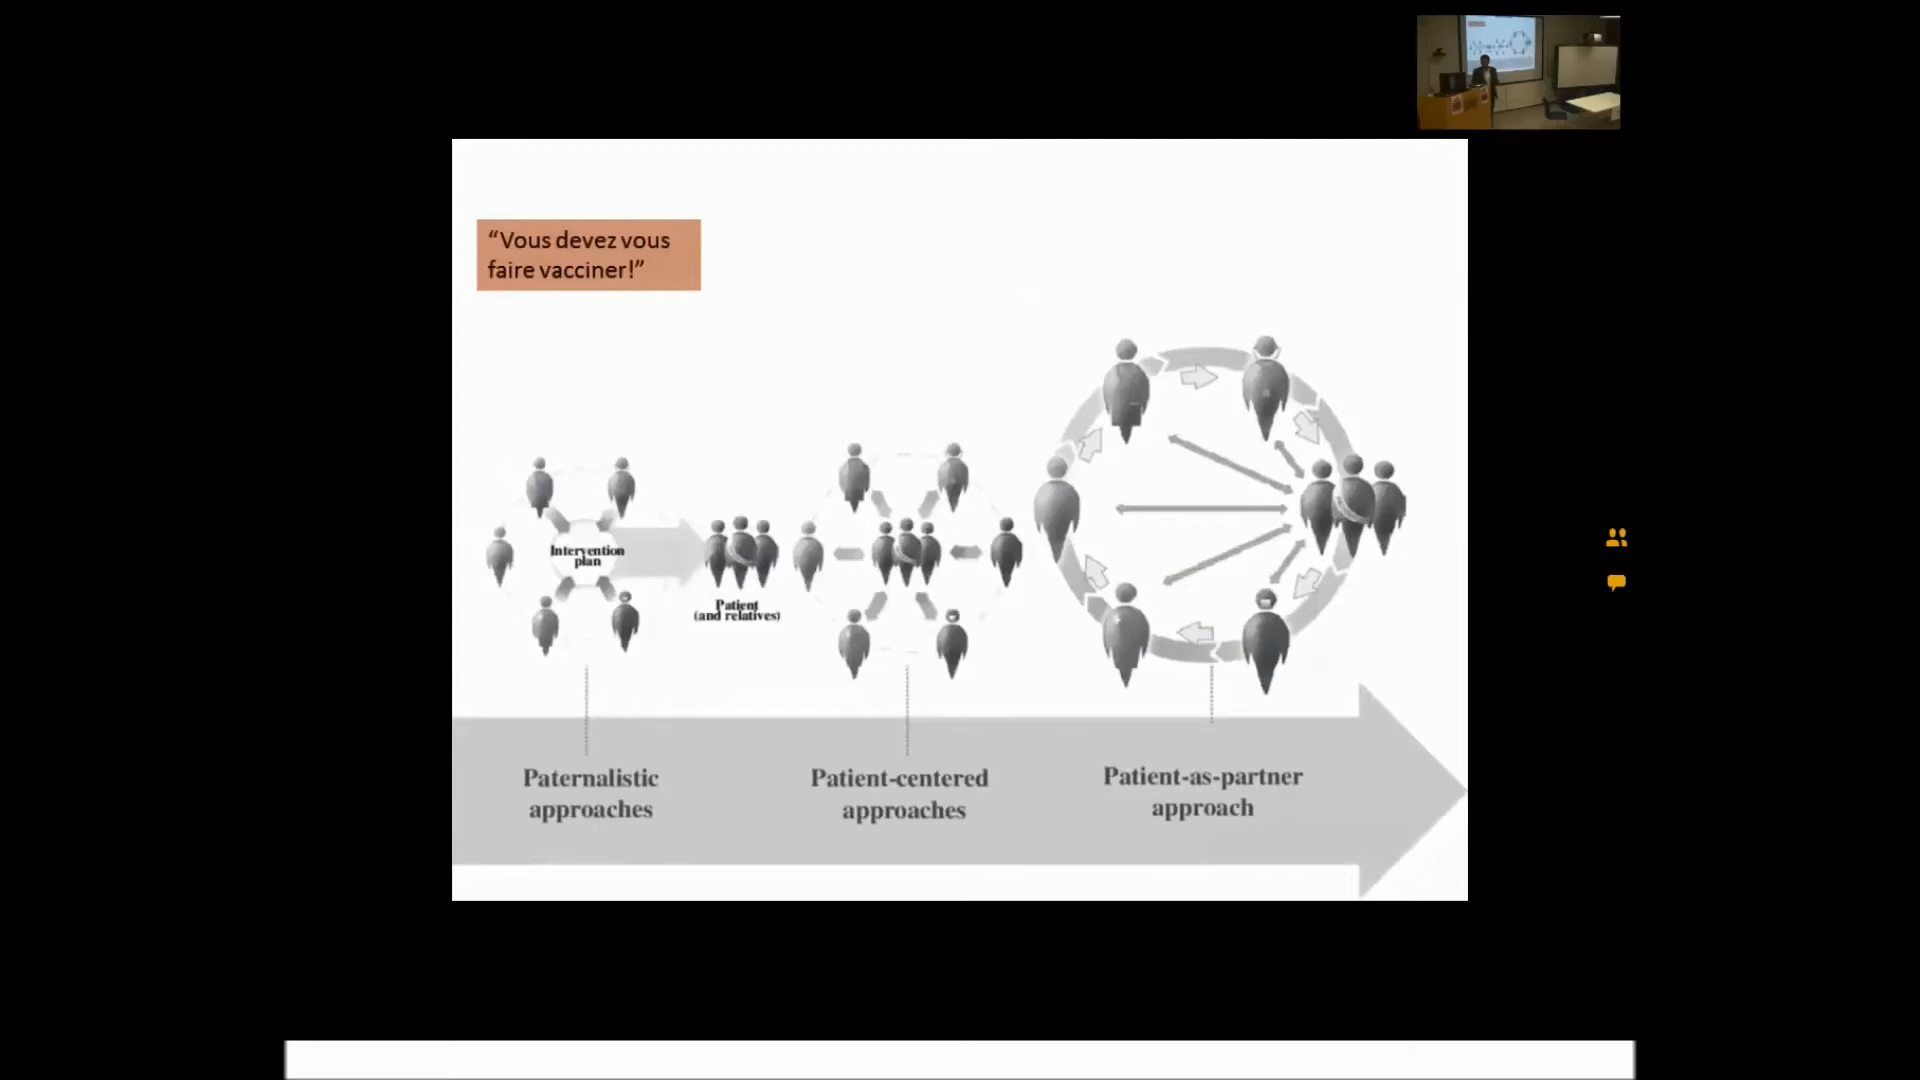 “Vous devez vous
faire vacciner!”
Intervention
plan
Patient
(and relatives)
Paternalistic
approaches
Patient-centered
approaches
Patient-as-partner
approach